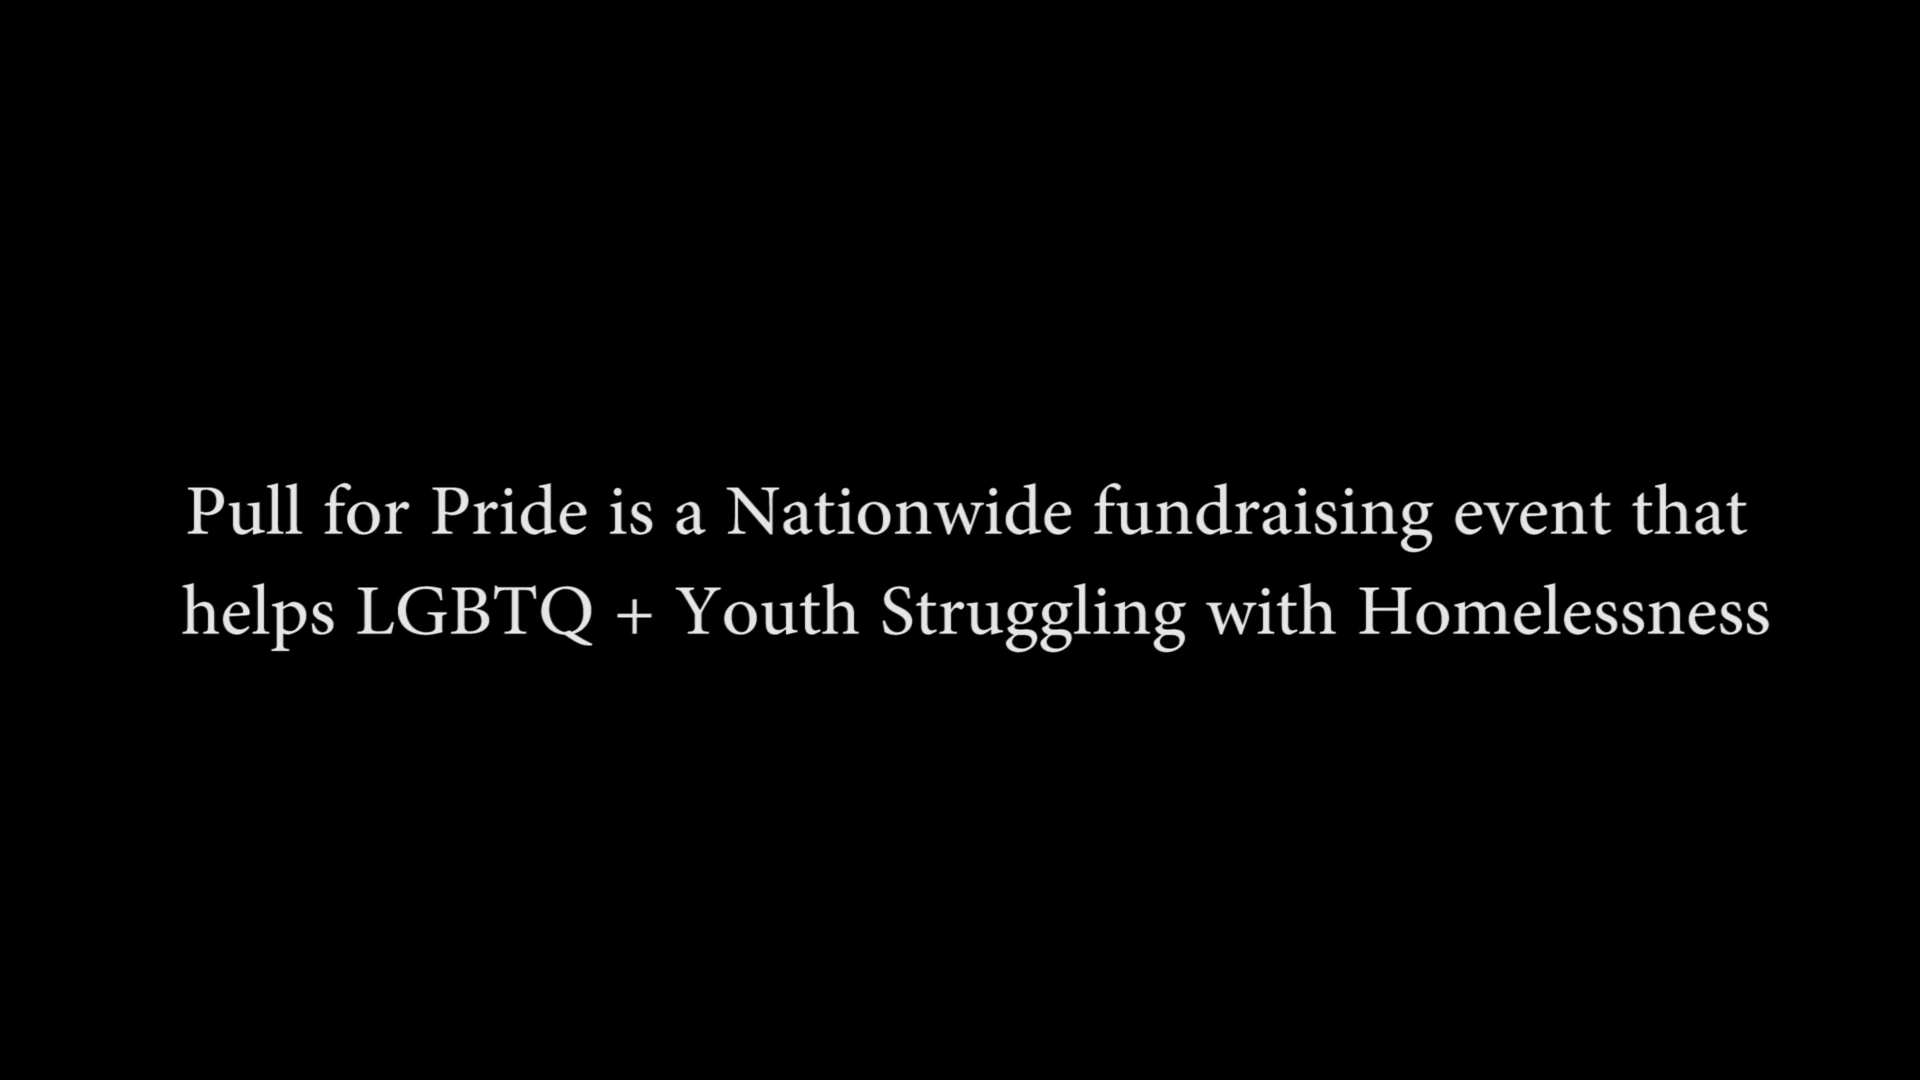 Pull for Pride is a Nationwide fundraising event that
helps LGBTQ + Youth Struggling with Homelessness